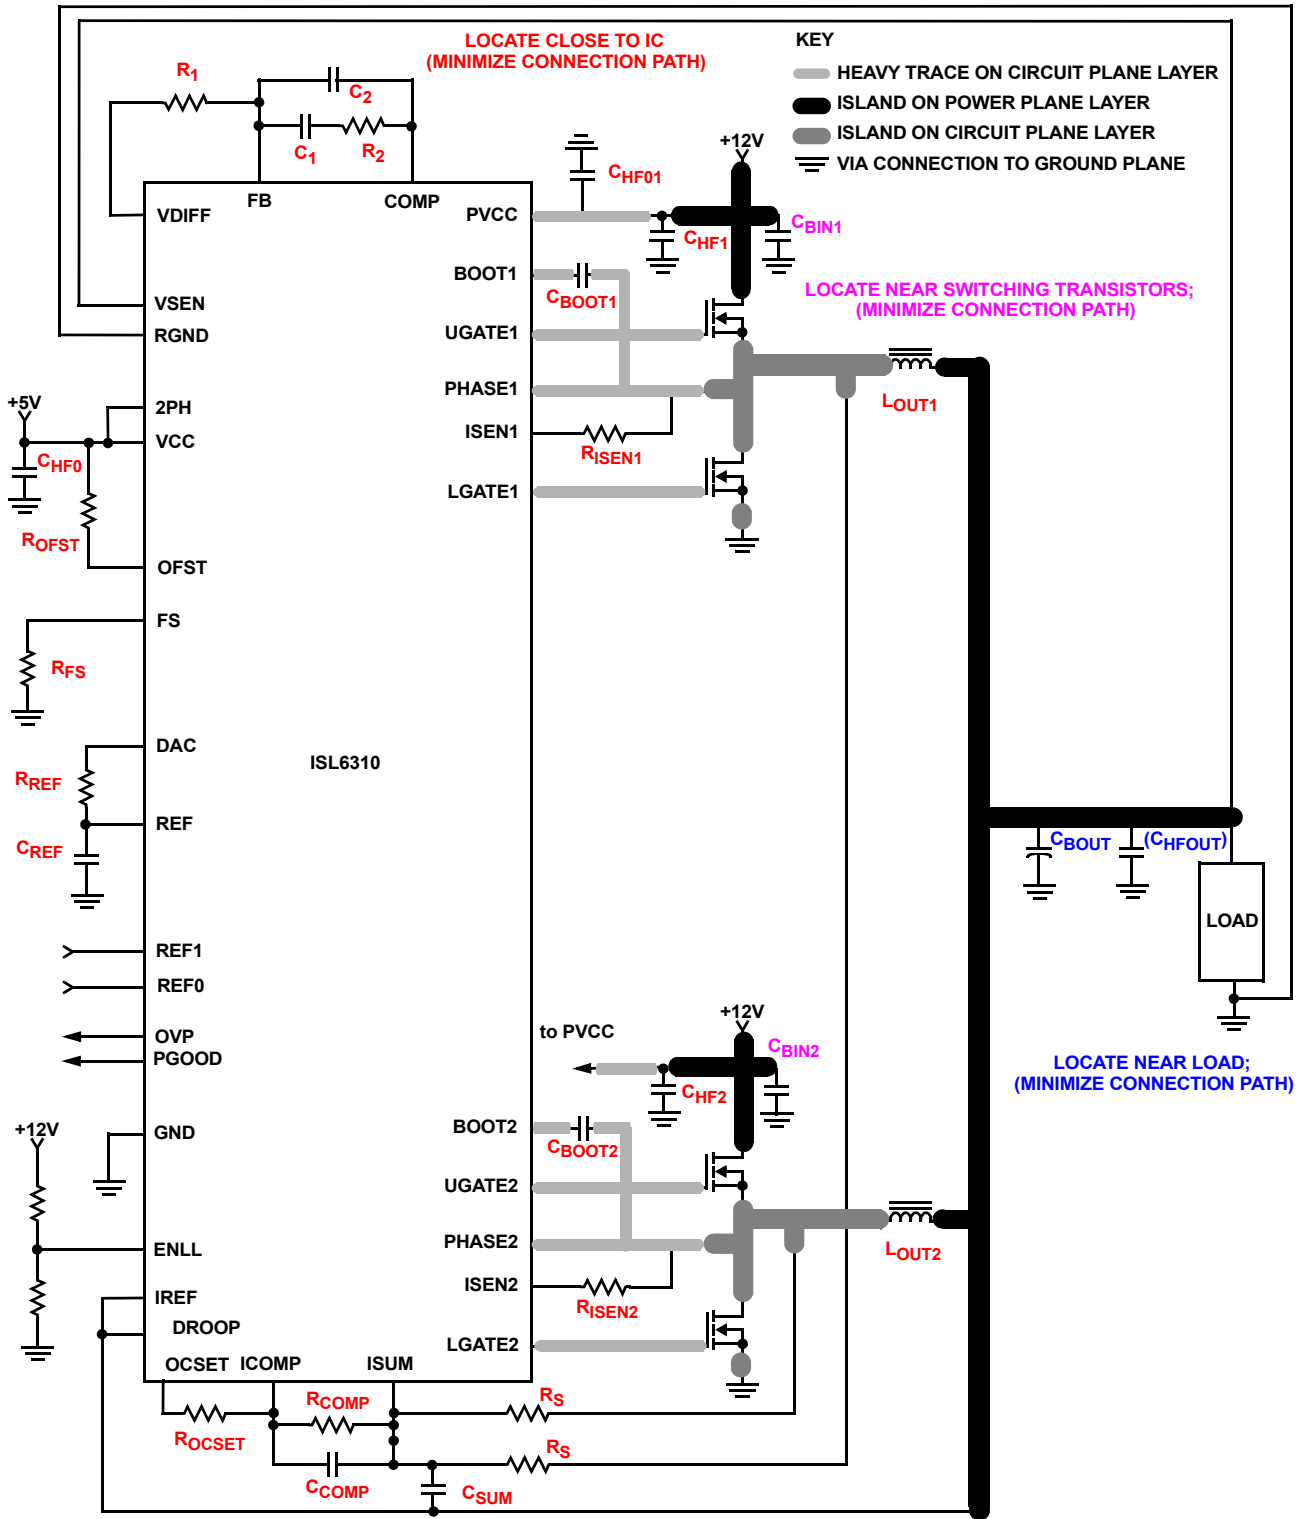 LOCATE CLOSE TO IC
(MINIMIZE CONNECTION PATH)
KEY
HEAVY TRACE ON CIRCUIT PLANE LAYER
ISLAND ON POWER PLANE LAYER
ISLAND ON CIRCUIT PLANE LAYER
VIA CONNECTION TO GROUND PLANE
R1
C2
C1
R2
+12V
CHF01
FB
COMP
VDIFF
PVCC
CHF1
CBIN1
BOOT1
CBOOT1
LOCATE NEAR SWITCHING TRANSISTORS;
(MINIMIZE CONNECTION PATH)
VSEN
RGND
UGATE1
PHASE1
LOUT1
+5V
2PH
VCC
ISEN1
RISEN1
CHF0
LGATE1
ROFST
OFST
FS
RFS
DAC
ISL6310
RREF
REF
CREF
CBOUT
(CHFOUT)
LOAD
REF1
REF0
OVP
PGOOD
to PVCC
+12V
CBIN2
CHF2
LOCATE NEAR LOAD;
(MINIMIZE CONNECTION PATH)
+12V
GND
BOOT2
CBOOT2
UGATE2
PHASE2
LOUT2
ENLL
ISEN2
RISEN2
IREF
DROOP
LGATE2
OCSET
ICOMP
ISUM
RCOMP
RS
ROCSET
RS
CCOMP
CSUM